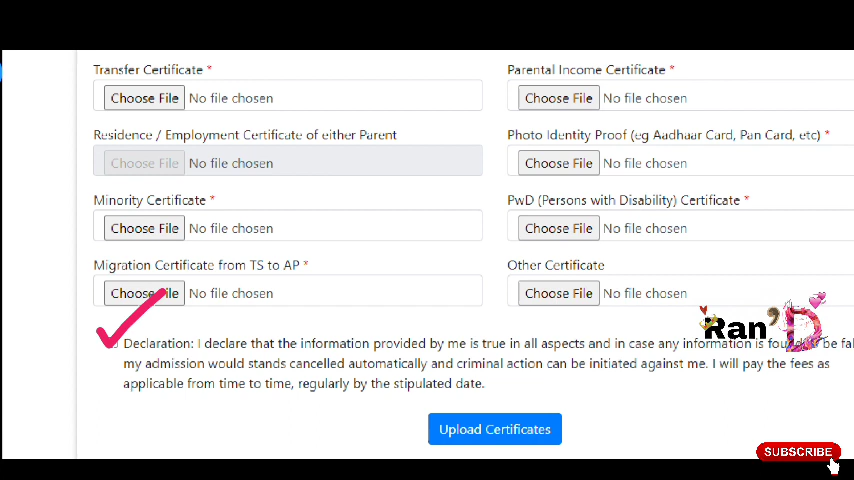 Transfer Certificate *
Parental Income Certificate *
Choose File No file chosen
Choose File No file chosen
Residence / Employment Certificate of either Parent
Photo Identity Proof (eg Aadhaar Card, Pan Card, etc) *
Choose File No file chosen
Choose File No file chosen
Minority Certificate *
PwD (Persons with Disability) Certificate *
Choose File No file chosen
Choose File No file chosen
Migration Certificate from TS to AP *
Other Certificate
Choose File No file chosen
Choose File No file chosen
Ran'D
Declaration: I declare that the information provided by me is true in all aspects and in case any information is be
my admission would stands cancelled automatically and criminal action can be initiated against me. I will pay the fees as
applicable from time to time, regularly by the stipulated date.
Upload Certificates
SUBSCRIBE